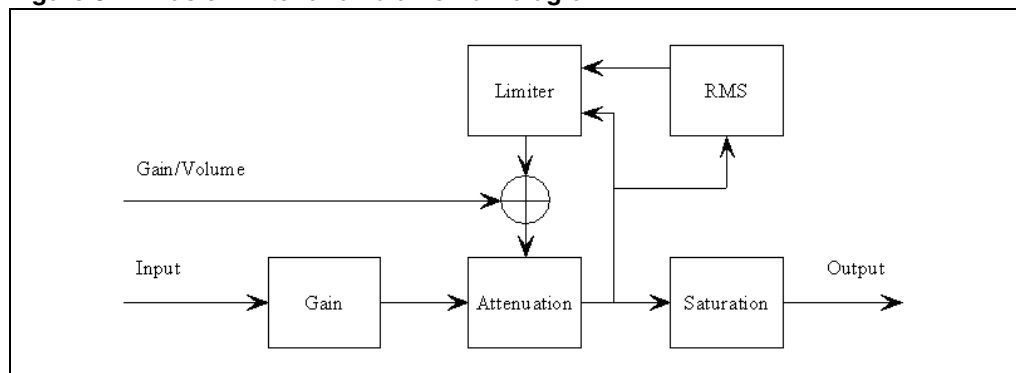 Limiter
RMS
Gain/Volume
Input
Output
Gain
Attenuation
Saturation